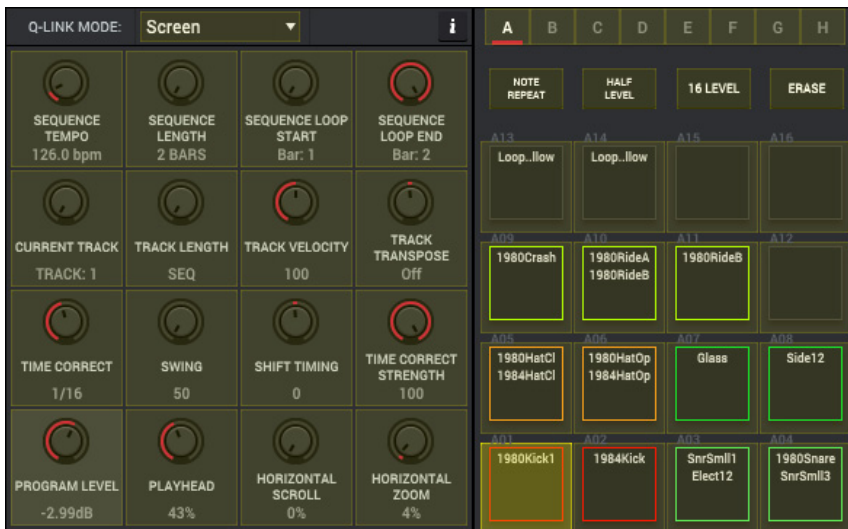 Q-LINK MODE: Screen i
SEQUENCE TEMPO
126.0 bpm
SEQUENCE LENGTH
2 BARS
SEQUENCE LOOP START
Bar: 1
SEQUENCE LOOP END
Bar: 2
CURRENT TRACK
TRACK: 1
TRACK LENGTH
SEQ
TRACK VELOCITY
100
TRACK TRANSPOSE
Off
TIME CORRECT
1/16
SWING
50
SHIFT TIMING
0
TIME CORRECT STRENGTH
100
PROGRAM LEVEL
-2.99dB
PLAYHEAD
43%
HORIZONTAL SCROLL
0%
HORIZONTAL ZOOM
4%
A B C D E F G H
NOTE REPEAT
HALF LEVEL
16 LEVEL
ERASE
A13
Loop..llow
A14
Loop..llow
A15
A16
A09
1980Crash
A10
1980RideA
1980RideB
A11
1980RideB
A12
A05
1980HatCl
1984HatCl
A06
1980HatOp
1984HatOp
A07
Glass
A08
Side12
A01
1980Kick1
A02
1984Kick
A03
SnrSmll1
Elect12
A04
1980Snare
SnrSmll3